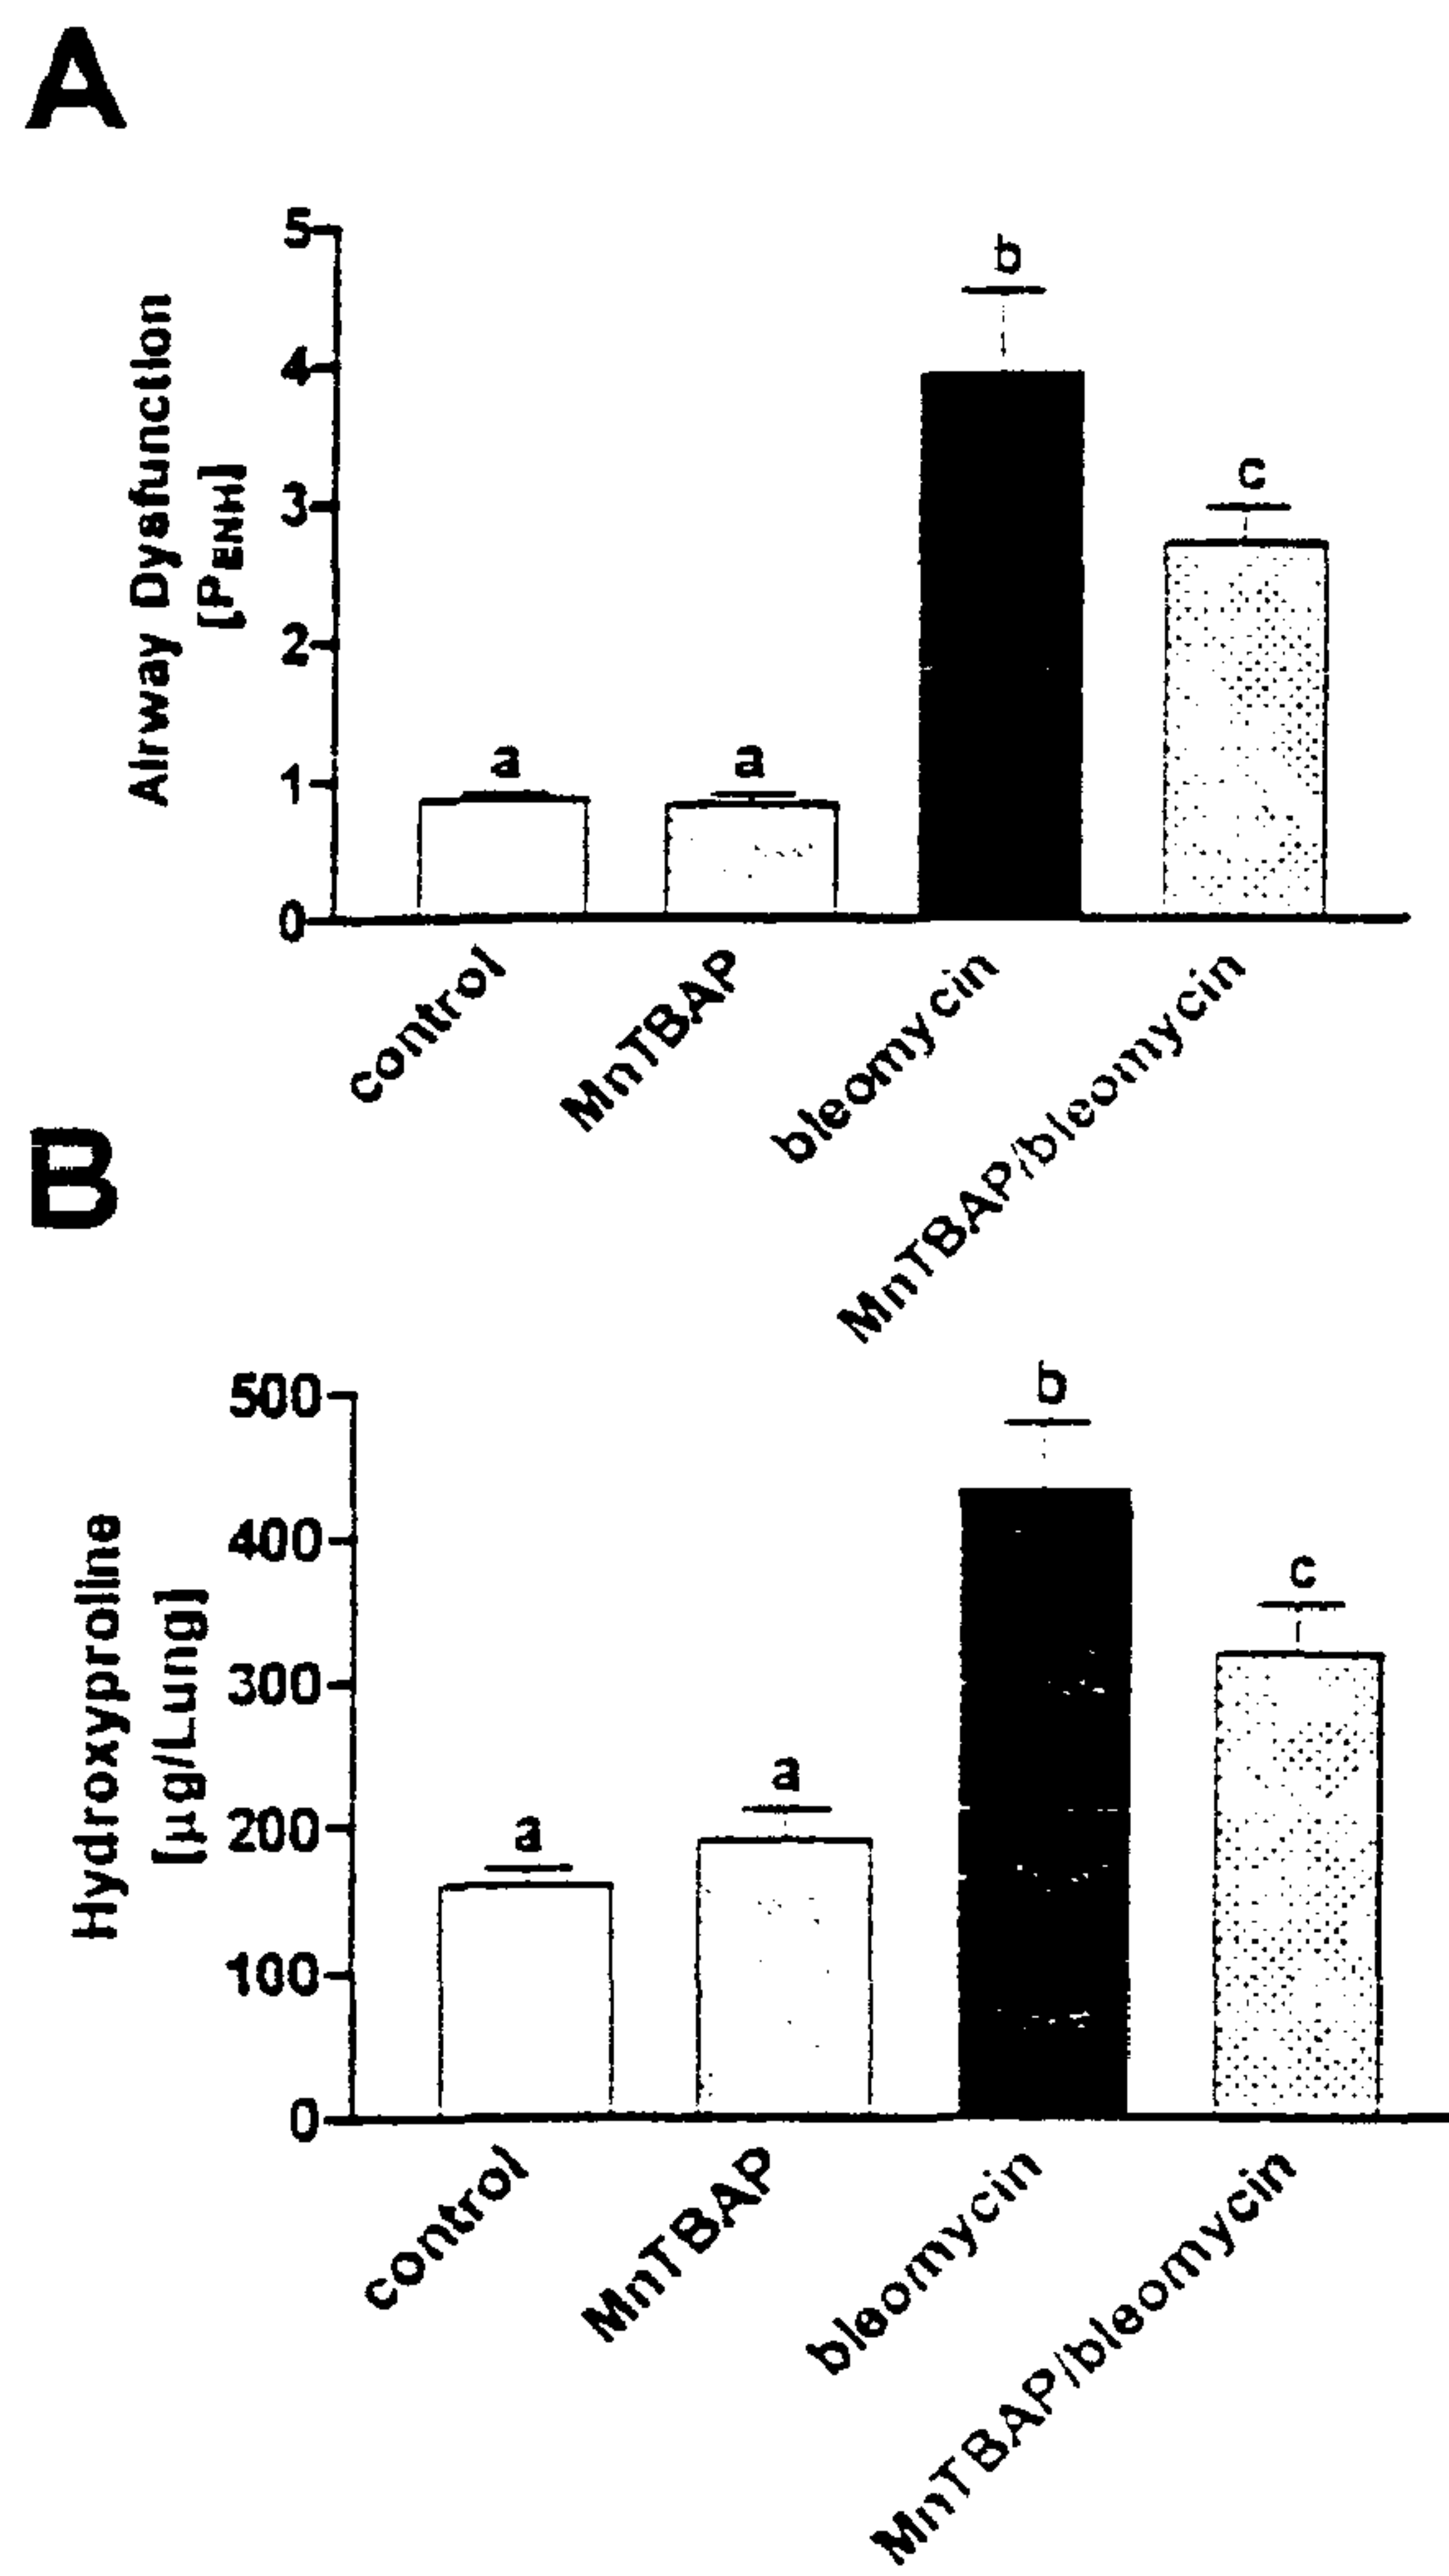 A
5
4
3
2
1
0
Airway Dysfunction
[PENH]
a
a
b
c
control
MnTBAP
bleomycin
MnTBAP/bleomycin
B
500
400
300
200
100
0
Hydroxyproline
[µg/Lung]
a
a
b
c
control
MnTBAP
bleomycin
MnTBAP/bleomycin